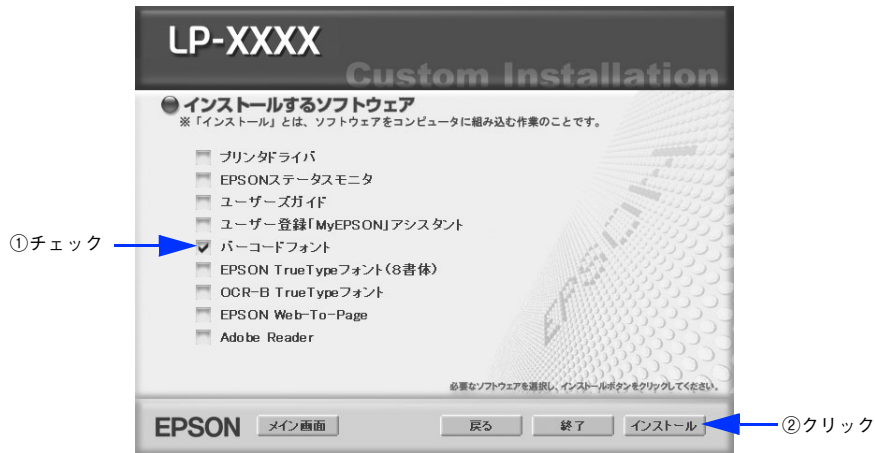 LP-XXXX
Custom Installation
インストールするソフトウェア
※「インストール」とは、ソフトウェアをコンピュータに組み込む作業のことです。
プリンタドライバ
EPSONステータスモニタ
ユーザーズガイド
ユーザー登録「MyEPSON」アシスタント
①チェック
バーコードフォント
EPSON TrueTypeフォント(8書体)
OCR-B TrueTypeフォント
EPSON Web-To-Page
Adobe Reader
EPSON
必要なソフトウェアを選択し、インストールボタンをクリックしてください。
EPSON メイン画面 戻る 終了 インストール ②クリック